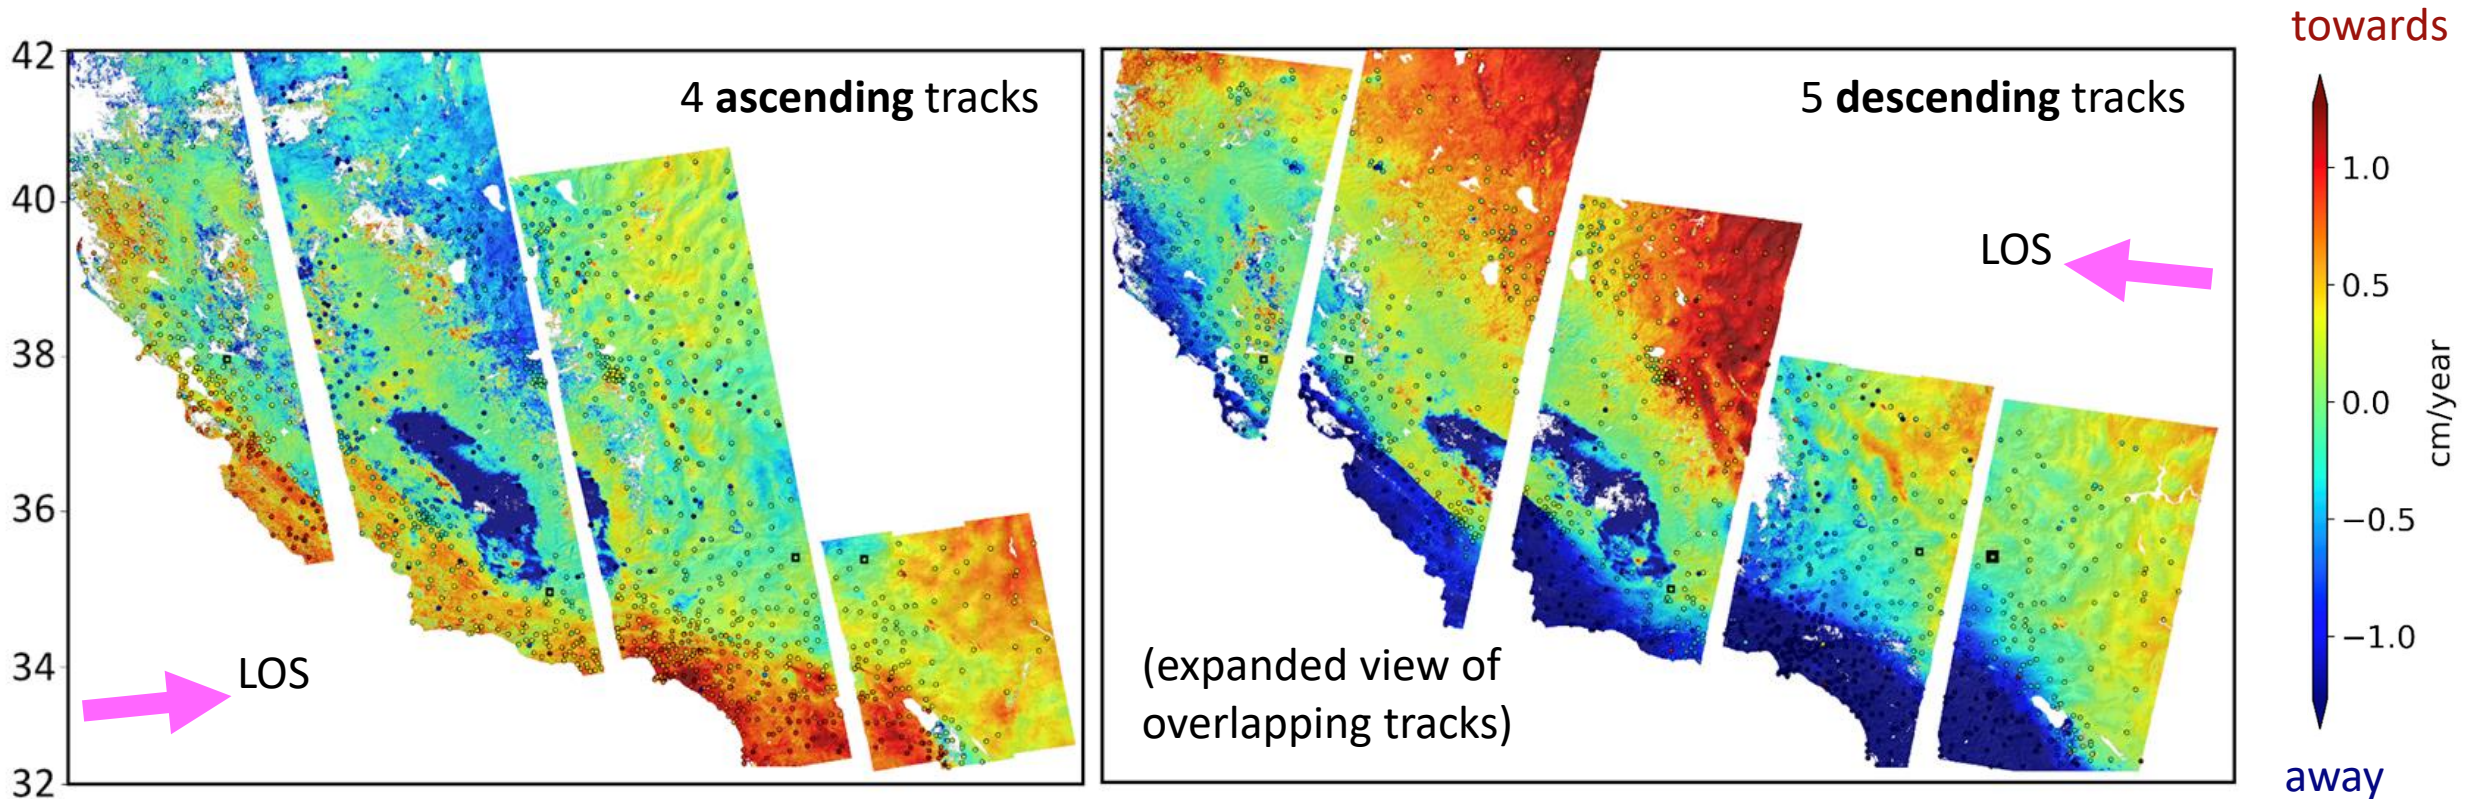 42
40
38
36
34
32
4 ascending tracks
LOS
5 descending tracks
LOS
(expanded view of
overlapping tracks)
towards
1.0
0.5
0.0
−0.5
−1.0
cm/year
away